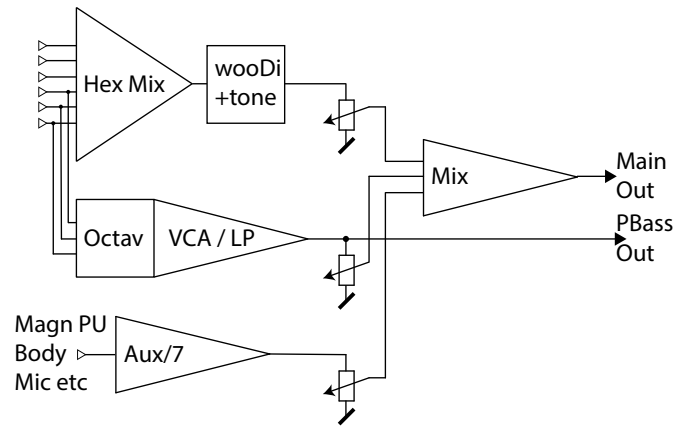 Hex Mix
wooDi
+tone
Mix
Main
Out
Octav
VCA / LP
PBass
Out
Magn PU
Body
Mic etc
Aux/7